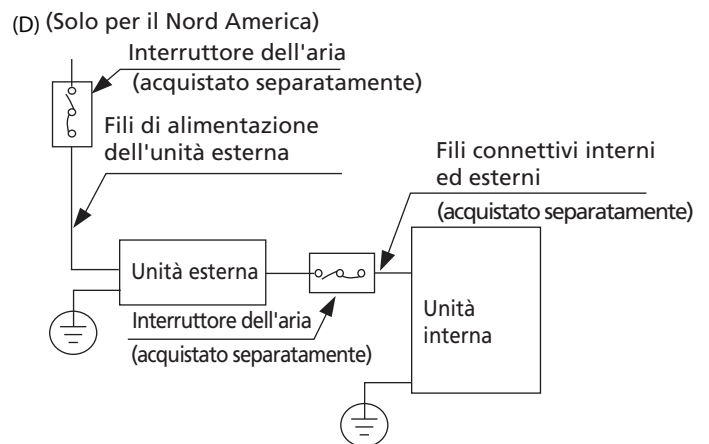 (D) (Solo per il Nord America)
Interruttore dell'aria
(acquistato separatamente)
Fili di alimentazione
dell'unità esterna
Fili connettivi interni
ed esterni
(acquistato separatamente)
Unità esterna
Interruttore dell'aria
(acquistato separatamente)
Unità
interna